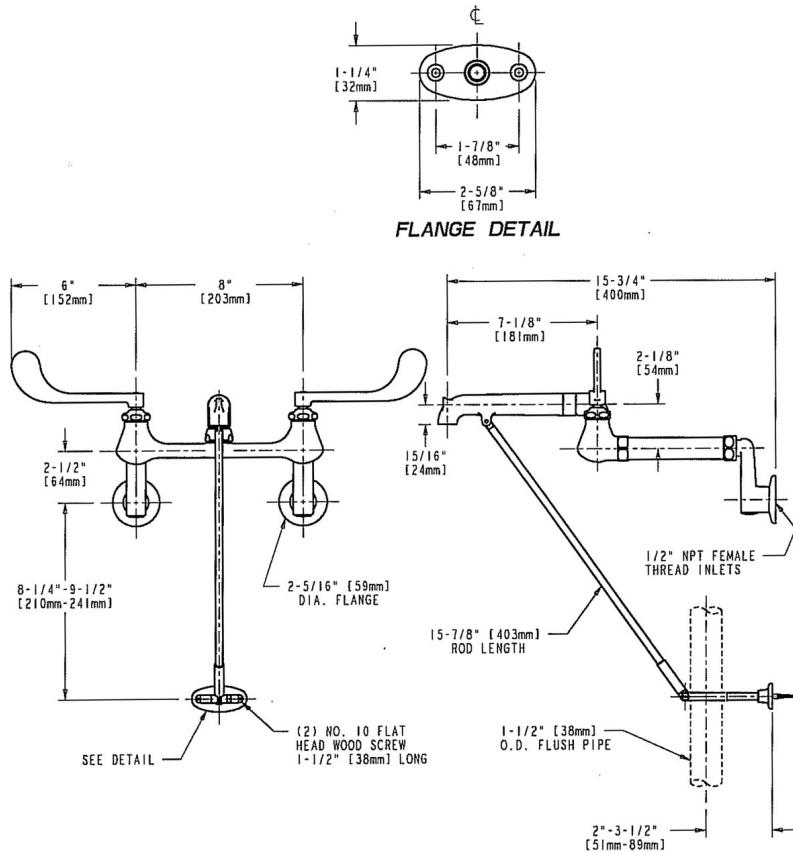 ℄
1-1/4"
[32mm]
1-7/8"
[48mm]
2-5/8"
[67mm]
FLANGE DETAIL
6"
[152mm]
8"
[203mm]
15-3/4"
[400mm]
7-1/8"
[181mm]
2-1/8"
[54mm]
15/16"
[24mm]
2-1/2"
[64mm]
1/2" NPT FEMALE
THREAD INLETS
8-1/4"-9-1/2"
[210mm-241mm]
2-5/16" [59mm]
DIA. FLANGE
15-7/8" [403mm]
ROD LENGTH
SEE DETAIL
(2) NO. 10 FLAT
HEAD WOOD SCREW
1-1/2" [38mm] LONG
1-1/2" [38mm]
O.D. FLUSH PIPE
2"-3-1/2"
[51mm-89mm]